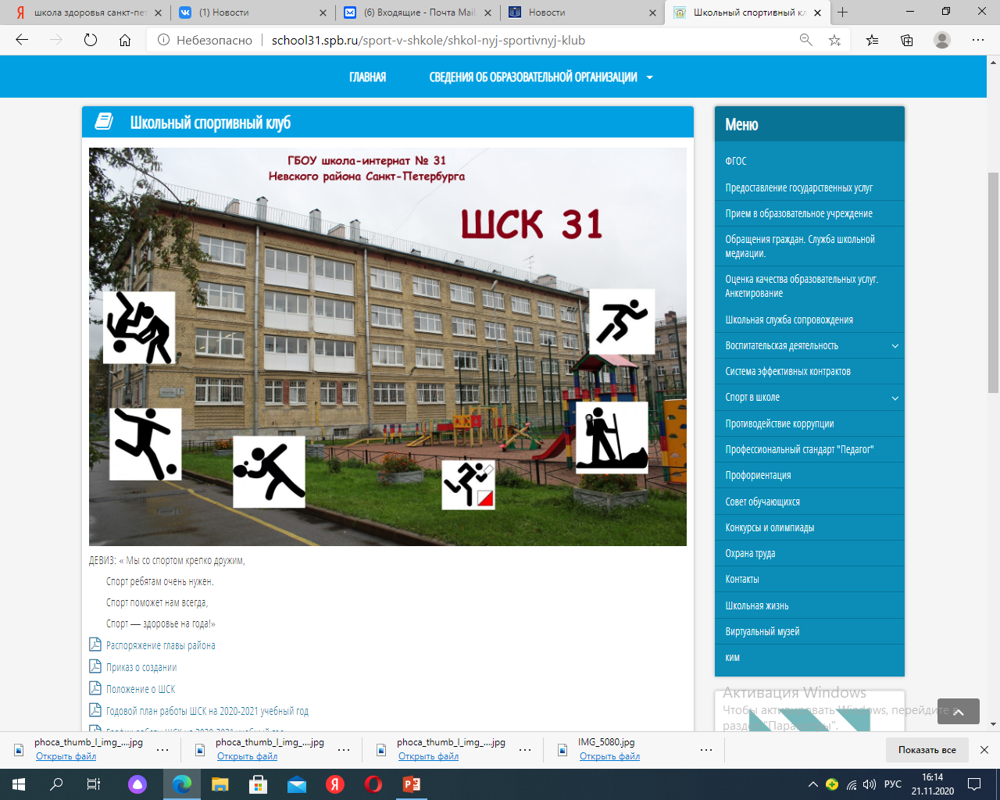 школа здоровья санкт-пет
(1) Новости
(6) Входящие - Почта Mail
Новости
Школьный спортивный кл
Небезопасно
school31.spb.ru/sport-v-shkole/shkol-nyj-sportivnyj-klub
ГЛАВНАЯ
СВЕДЕНИЯ ОБ ОБРАЗОВАТЕЛЬНОЙ ОРГАНИЗАЦИИ
Школьный спортивный клуб
ГБОУ школа-интернат № 31
Невского района Санкт-Петербурга
ШСК 31
ДЕВИЗ: « Мы со спортом крепко дружим,
Спорт ребятам очень нужен.
Спорт поможет нам всегда,
Спорт — здоровье на года!»
Распоряжение главы района
Приказ о создании
Положение о ШСК
Годовой план работы ШСК на 2020-2021 учебный год
Меню
ФГОС
Предоставление государственных услуг
Прием в образовательное учреждение
Обращения граждан. Служба школьной
медиации.
Оценка качества образовательных услуг.
Анкетирование
Школьная служба сопровождения
Воспитательская деятельность
Система эффективных контрактов
Спорт в школе
Противодействие коррупции
Профессиональный стандарт "Педагог"
Профориентация
Совет обучающихся
Конкурсы и олимпиады
Охрана труда
Контакты
Школьная жизнь
Виртуальный музей
ким
Активация Windows
Чтобы активировать Windows, перейдите в
раздел "Параметры".
phoca_thumb_l_img_....jpg
Открыть файл
phoca_thumb_l_img_....jpg
Открыть файл
phoca_thumb_l_img_....jpg
Открыть файл
IMG_5080.jpg
Открыть файл
Показать все
РУС
16:14
21.11.2020